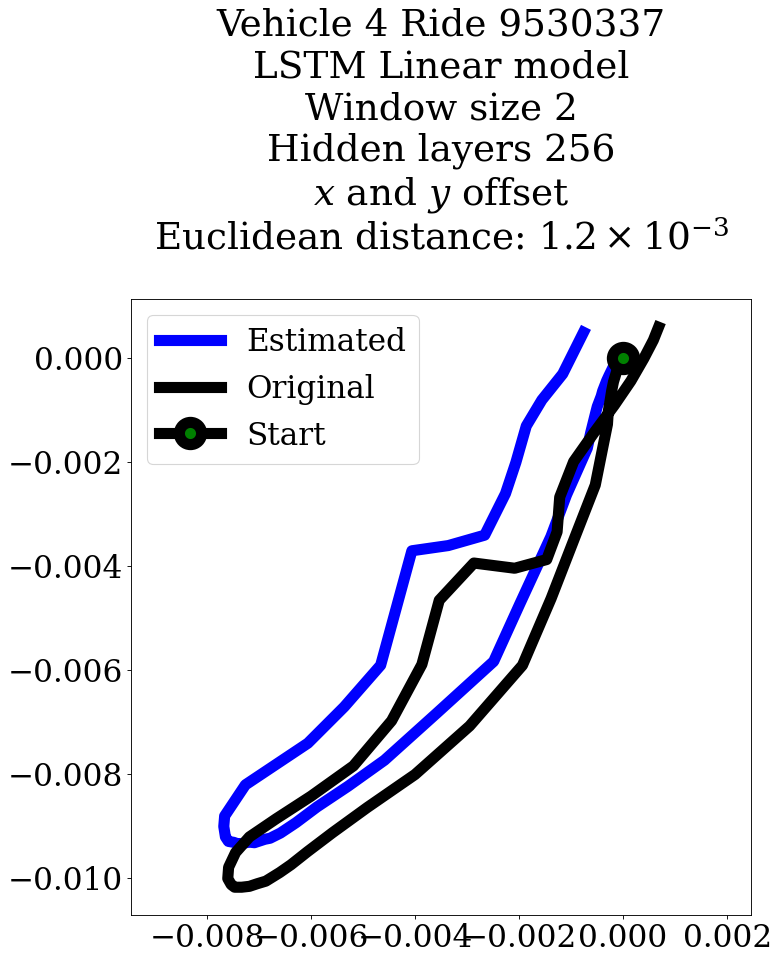 Vehicle 4 Ride 9530337
LSTM Linear model
Window size 2
Hidden layers 256
x and y offset
Euclidean distance: 1.2 × 10⁻³
Estimated
Original
Start
0.000
−0.002
−0.004
−0.006
−0.008
−0.010
−0.008 −0.006 −0.004 −0.002 0.000 0.002